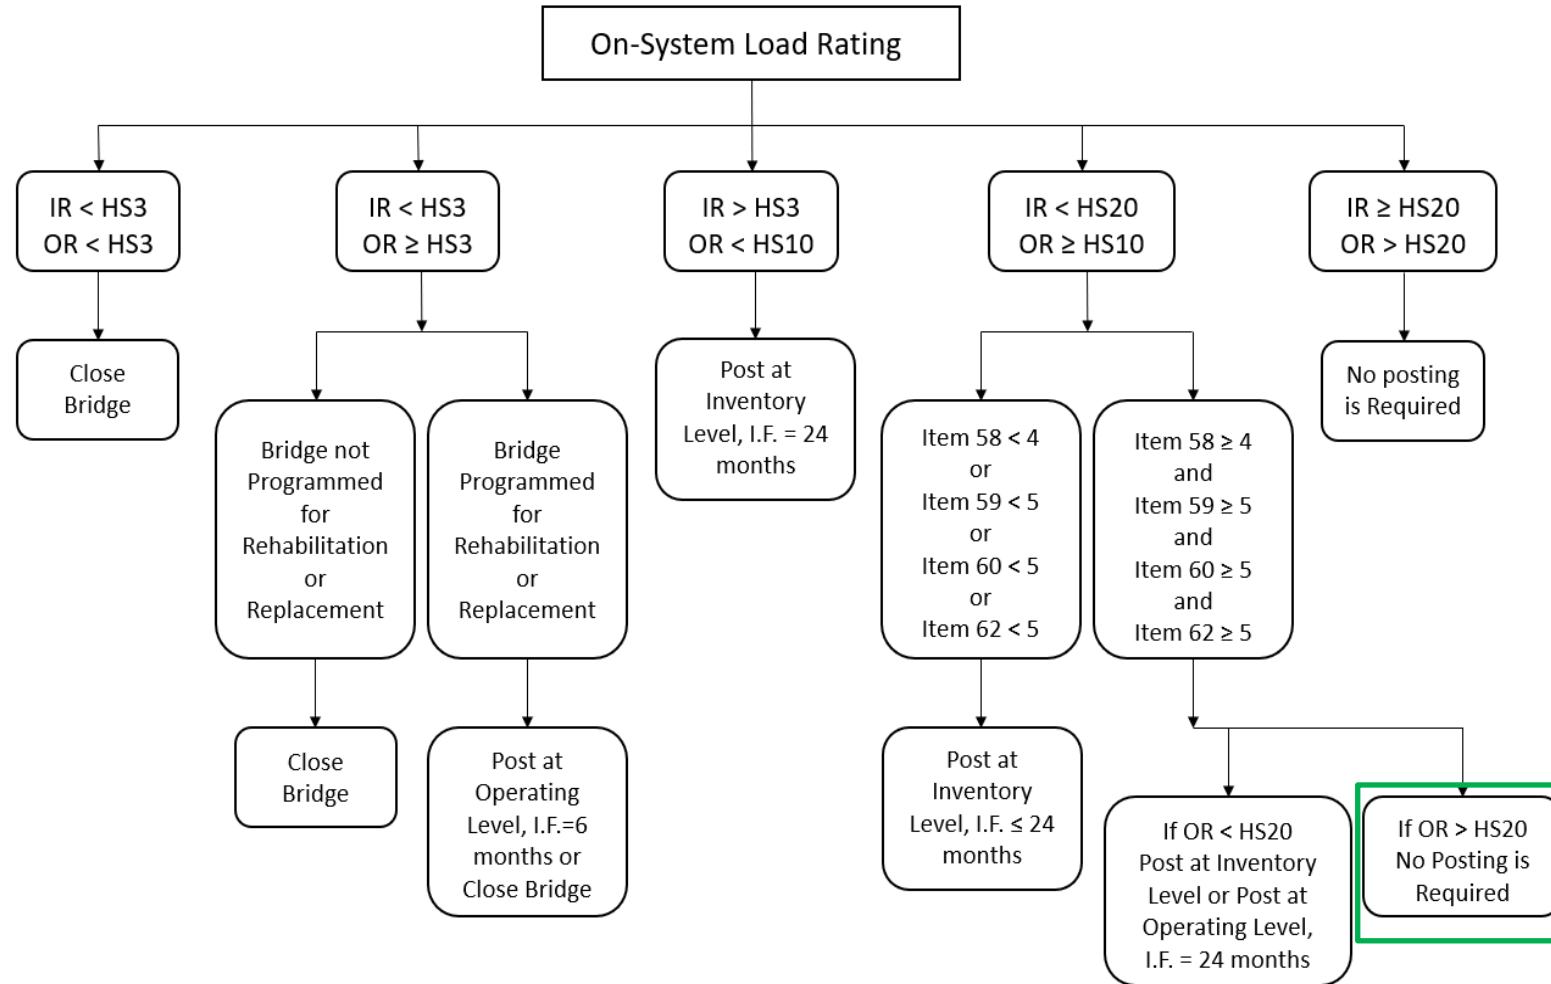 On-System Load Rating
IR < HS3
OR < HS3
IR < HS3
OR ≥ HS3
IR > HS3
OR < HS10
IR < HS20
OR ≥ HS10
IR ≥ HS20
OR > HS20
Close
Bridge
Bridge not
Programmed
for
Rehabilitation
or
Replacement
Bridge
Programmed
for
Rehabilitation
or
Replacement
Post at
Inventory
Level, I.F. = 24
months
Item 58 < 4
or
Item 59 < 5
or
Item 60 < 5
or
Item 62 < 5
Item 58 ≥ 4
and
Item 59 ≥ 5
and
Item 60 ≥ 5
and
Item 62 ≥ 5
No posting
is Required
Close
Bridge
Post at
Operating
Level, I.F.=6
months or
Close Bridge
Post at
Inventory
Level, I.F. ≤ 24
months
If OR < HS20
Post at Inventory
Level or Post at
Operating Level,
I.F. = 24 months
If OR > HS20
No Posting is
Required